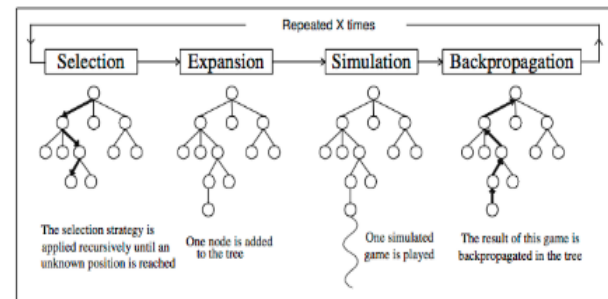 Repeated X times
Selection
Expansion
Simulation
Backpropagation
The selection strategy is
applied recursively until an
unknown position is reached
One node is added
to the tree
One simulated
game is played
The result of this game is
backpropagated in the tree